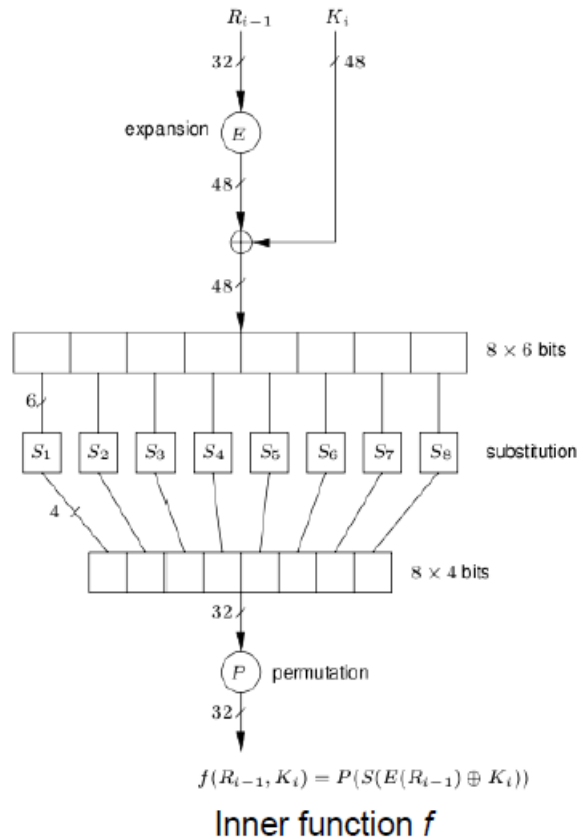 R_{i−1} K_i
32 48
expansion E
48
48
8 × 6 bits
6
S_1 S_2 S_3 S_4 S_5 S_6 S_7 S_8 substitution
4
8 × 4 bits
32
P permutation
32
f(R_{i−1}, K_i) = P(S(E(R_{i−1}) ⊕ K_i))
Inner function f